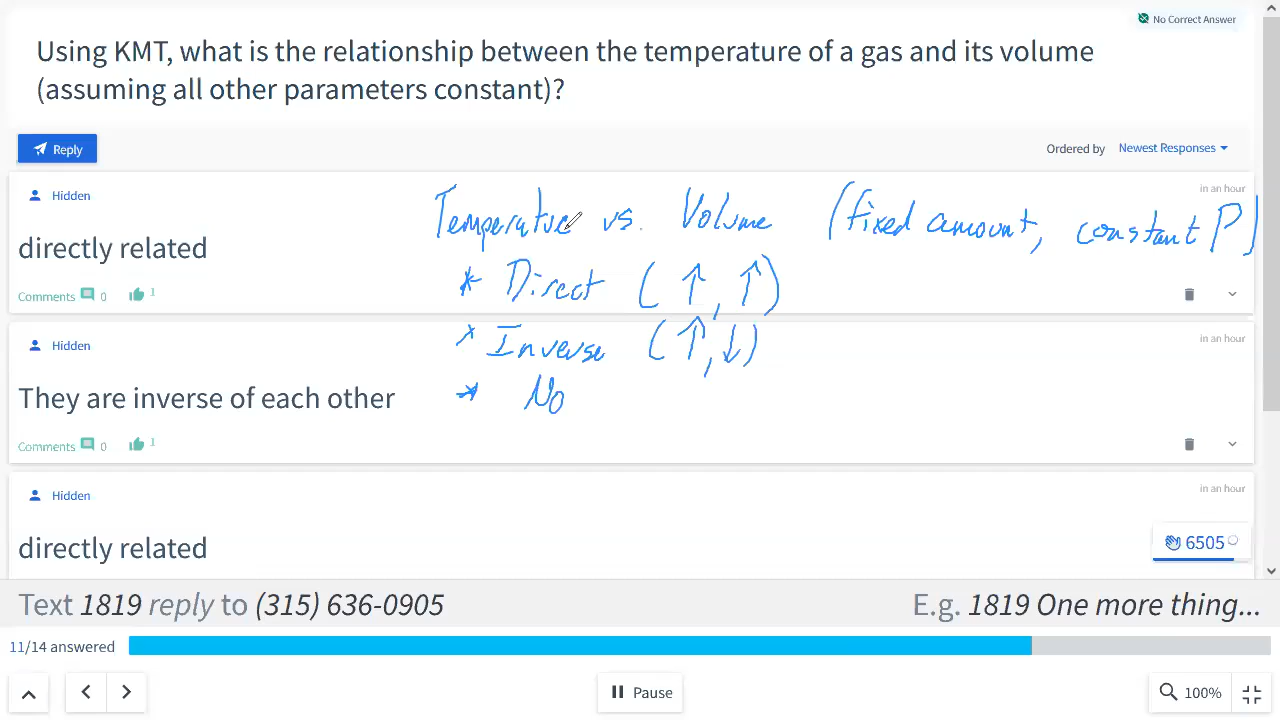 No Correct Answer
Using KMT, what is the relationship between the temperature of a gas and its volume
(assuming all other parameters constant)?
Reply
Ordered by Newest Responses
Hidden
in an hour
directly related
Comments 0 1
Temperature vs. Volume (fixed amount, constant P)
* Direct (↑, ↑)
* Inverse (↑, ↓)
* No
Hidden
in an hour
They are inverse of each other
Comments 0 1
Hidden
in an hour
directly related
6505
Text 1819 reply to (315) 636-0905
E.g. 1819 One more thing...
11/14 answered
Pause
100%